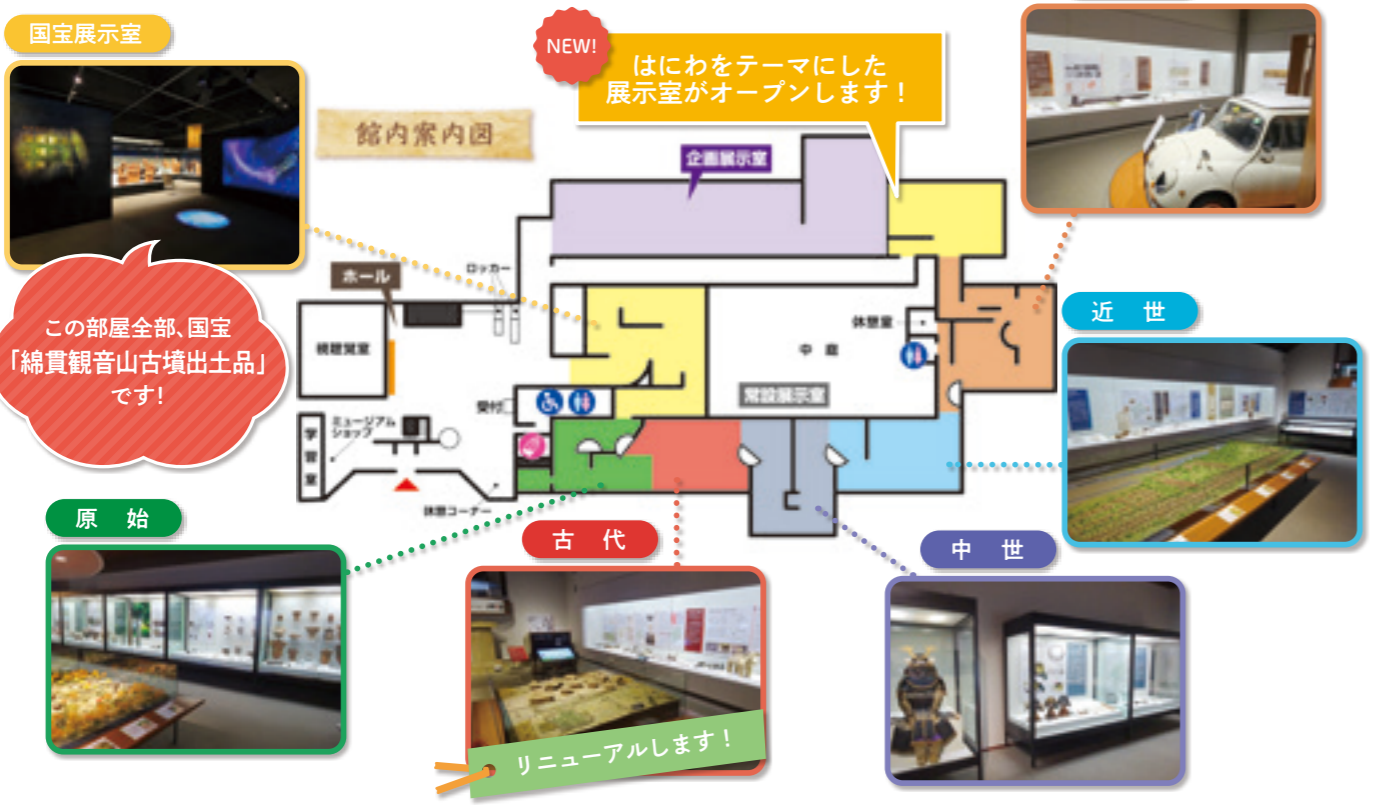 国宝展示室
NEW!
はにわをテーマにした
展示室がオープンします！
館内案内図
企画展示室
ロッカー
ホール
この部屋全部、国宝
「綿貫観音山古墳出土品」
です！
視聴覚室
休憩室
中庭
近世
常設展示室
受付
ミュージアム
ショップ
学習室
休憩コーナー
原始
古代
中世
リニューアルします！